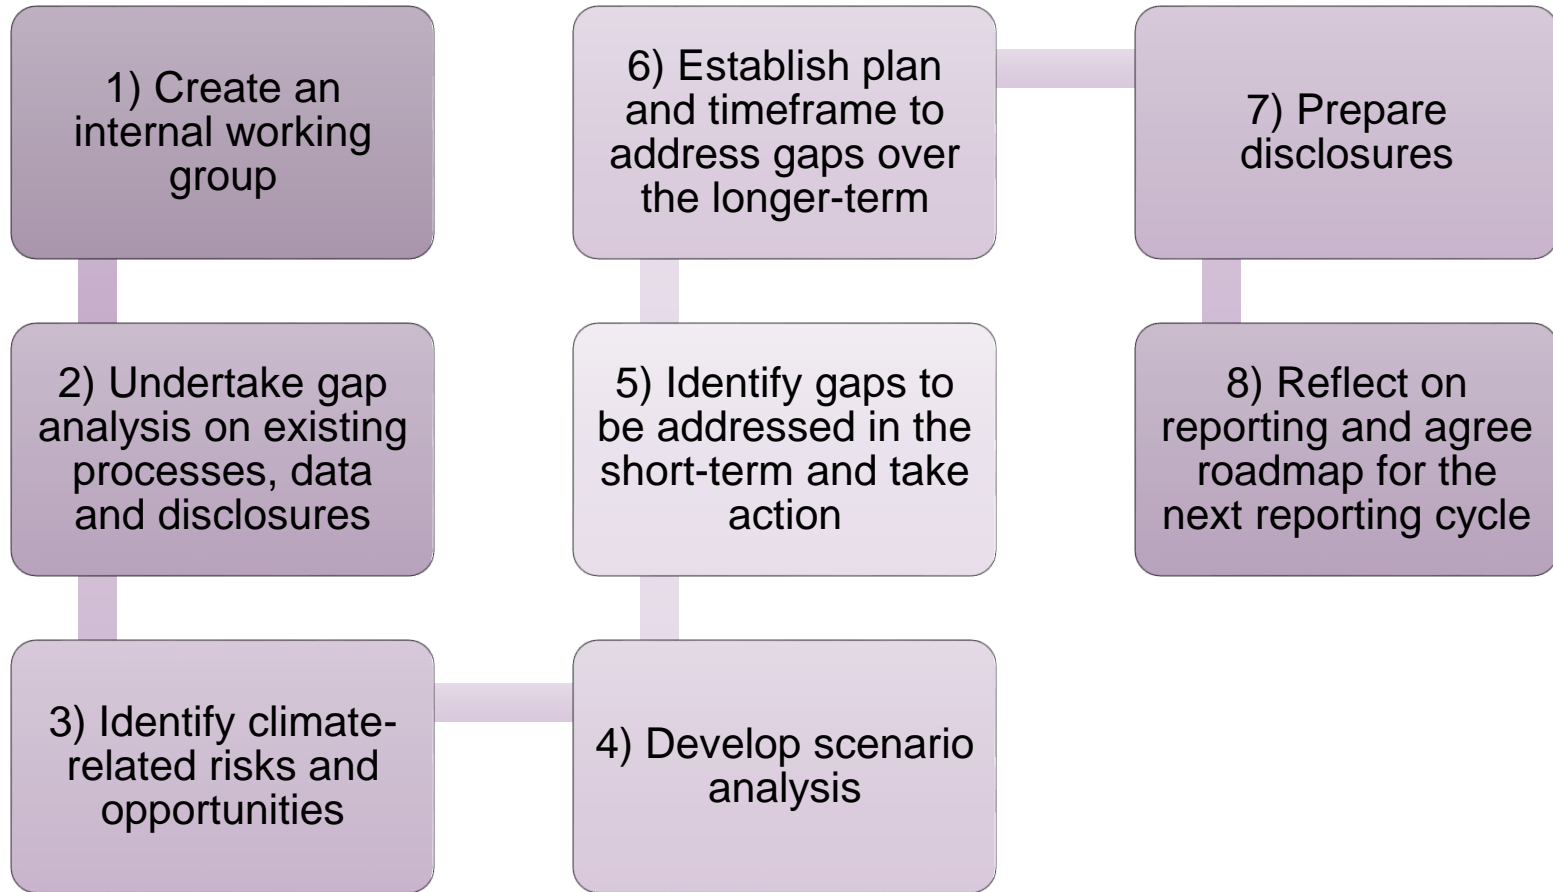 1) Create an
internal working
group
2) Undertake gap
analysis on existing
processes, data
and disclosures
3) Identify climate-
related risks and
opportunities
4) Develop scenario
analysis
5) Identify gaps to
be addressed in the
short-term and take
action
6) Establish plan
and timeframe to
address gaps over
the longer-term
7) Prepare
disclosures
8) Reflect on
reporting and agree
roadmap for the
next reporting cycle